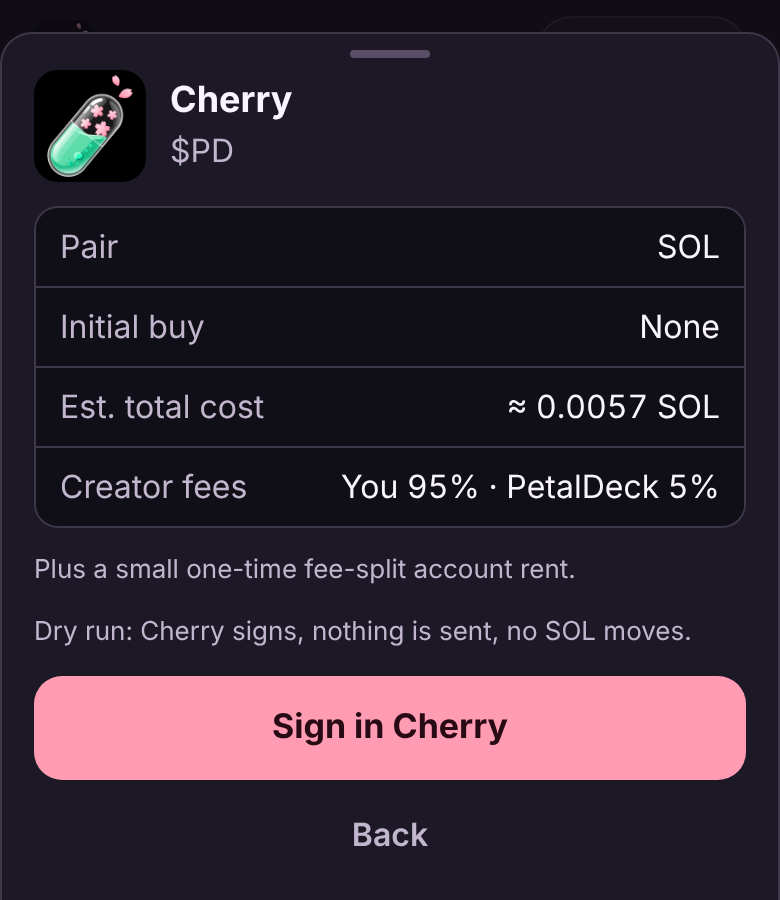 Cherry
$PD
Pair SOL
Initial buy None
Est. total cost ≈ 0.0057 SOL
Creator fees You 95% · PetalDeck 5%
Plus a small one-time fee-split account rent.
Dry run: Cherry signs, nothing is sent, no SOL moves.
Sign in Cherry
Back